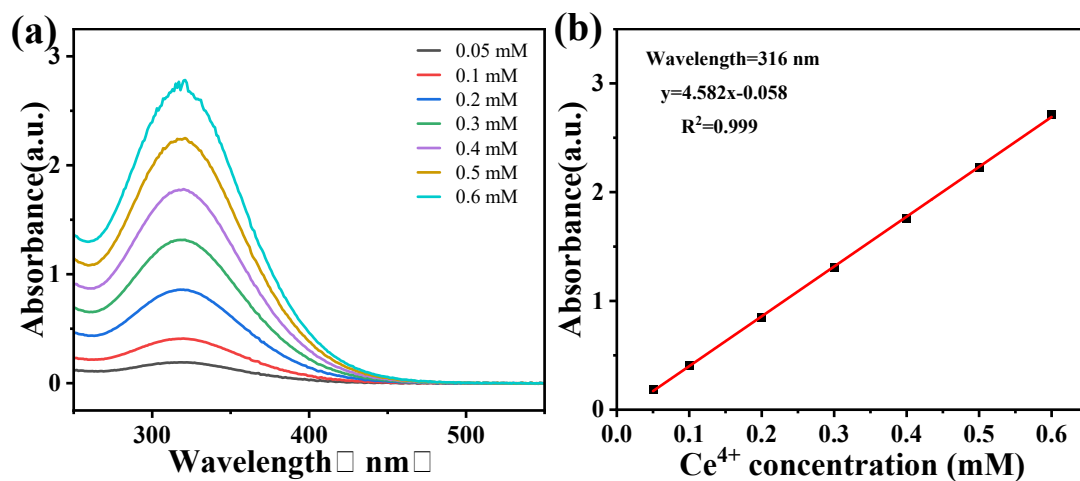 (a)
Absorbance(a.u.)
3
2
1
0
0.05 mM
0.1 mM
0.2 mM
0.3 mM
0.4 mM
0.5 mM
0.6 mM
300 400 500
Wavelength□ nm□
(b)
Absorbance(a.u.)
3
2
1
0
Wavelength=316 nm
y=4.582x-0.058
R²=0.999
0.0 0.1 0.2 0.3 0.4 0.5 0.6
Ce⁴⁺ concentration (mM)